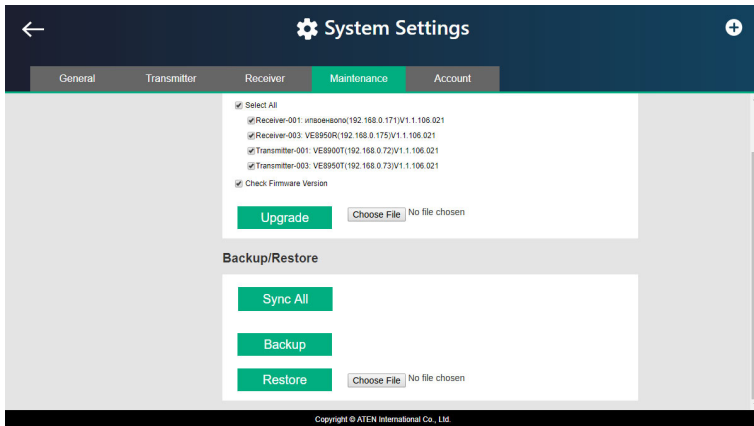 System Settings
General Transmitter Receiver Maintenance Account
Select All
Receiver-001: ипвоенвопо(192.168.0.171)V1.1.106.021
Receiver-003: VE8950R(192.168.0.175)V1.1.106.021
Transmitter-001: VE8900T(192.168.0.72)V1.1.106.021
Transmitter-003: VE8950T(192.168.0.73)V1.1.106.021
Check Firmware Version
Upgrade Choose File No file chosen
Backup/Restore
Sync All
Backup
Restore Choose File No file chosen
Copyright © ATEN International Co., Ltd.